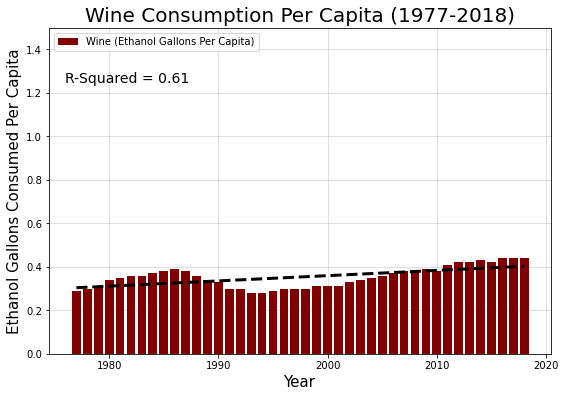 Wine Consumption Per Capita (1977-2018)
Wine (Ethanol Gallons Per Capita)
R-Squared = 0.61
Ethanol Gallons Consumed Per Capita
1.4
1.2
1.0
0.8
0.6
0.4
0.2
0.0
1980 1990 2000 2010 2020
Year